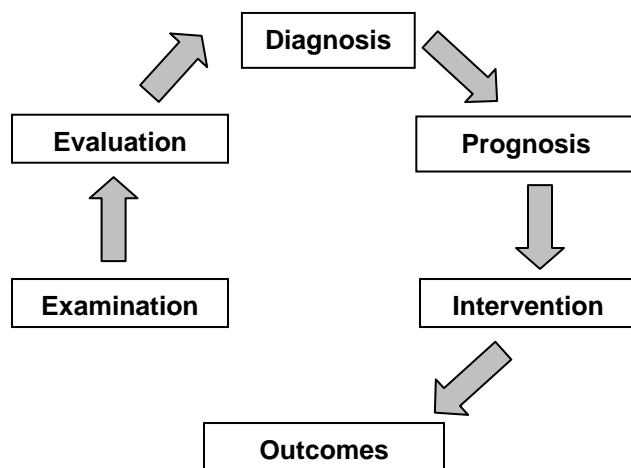 Diagnosis
Evaluation
Prognosis
Examination
Intervention
Outcomes